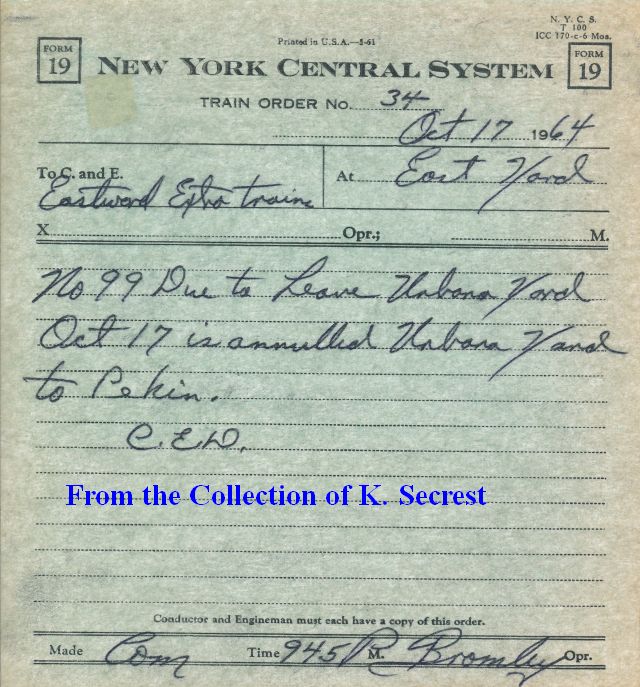 N. Y. C. S.
T 100
ICC 170-c-6 Mos.
Printed in U.S.A.—5-61
FORM 19
NEW YORK CENTRAL SYSTEM
FORM 19
TRAIN ORDER No. 34
Oct 17 1964
To C. and E.
At East Yard
Eastward Extra trains
X Opr.; M.
No 99 Due to Leave Urbana Yard
Oct 17 is annulled Urbana Yard
to Pekin.
C.E.D.
From the Collection of K. Secrest
Conductor and Engineman must each have a copy of this order.
Made Com Time 945 P M. Bromley Opr.